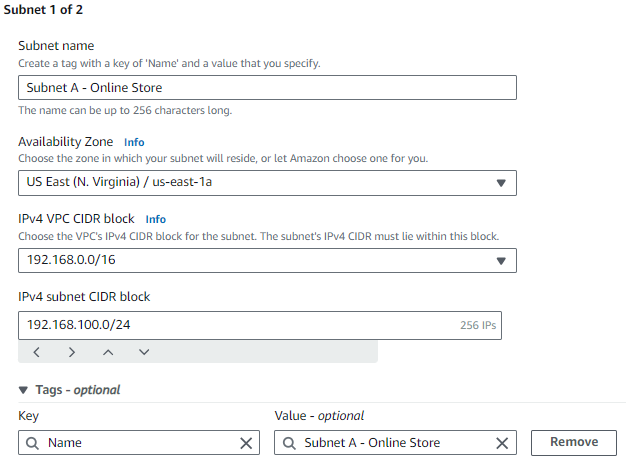 Subnet 1 of 2
Subnet name
Create a tag with a key of 'Name' and a value that you specify.
Subnet A - Online Store
The name can be up to 256 characters long.
Availability Zone Info
Choose the zone in which your subnet will reside, or let Amazon choose one for you.
US East (N. Virginia) / us-east-1a
IPv4 VPC CIDR block Info
Choose the VPC's IPv4 CIDR block for the subnet. The subnet's IPv4 CIDR must lie within this block.
192.168.0.0/16
IPv4 subnet CIDR block
192.168.100.0/24 256 IPs
Tags - optional
Key Value - optional
Name Subnet A - Online Store Remove